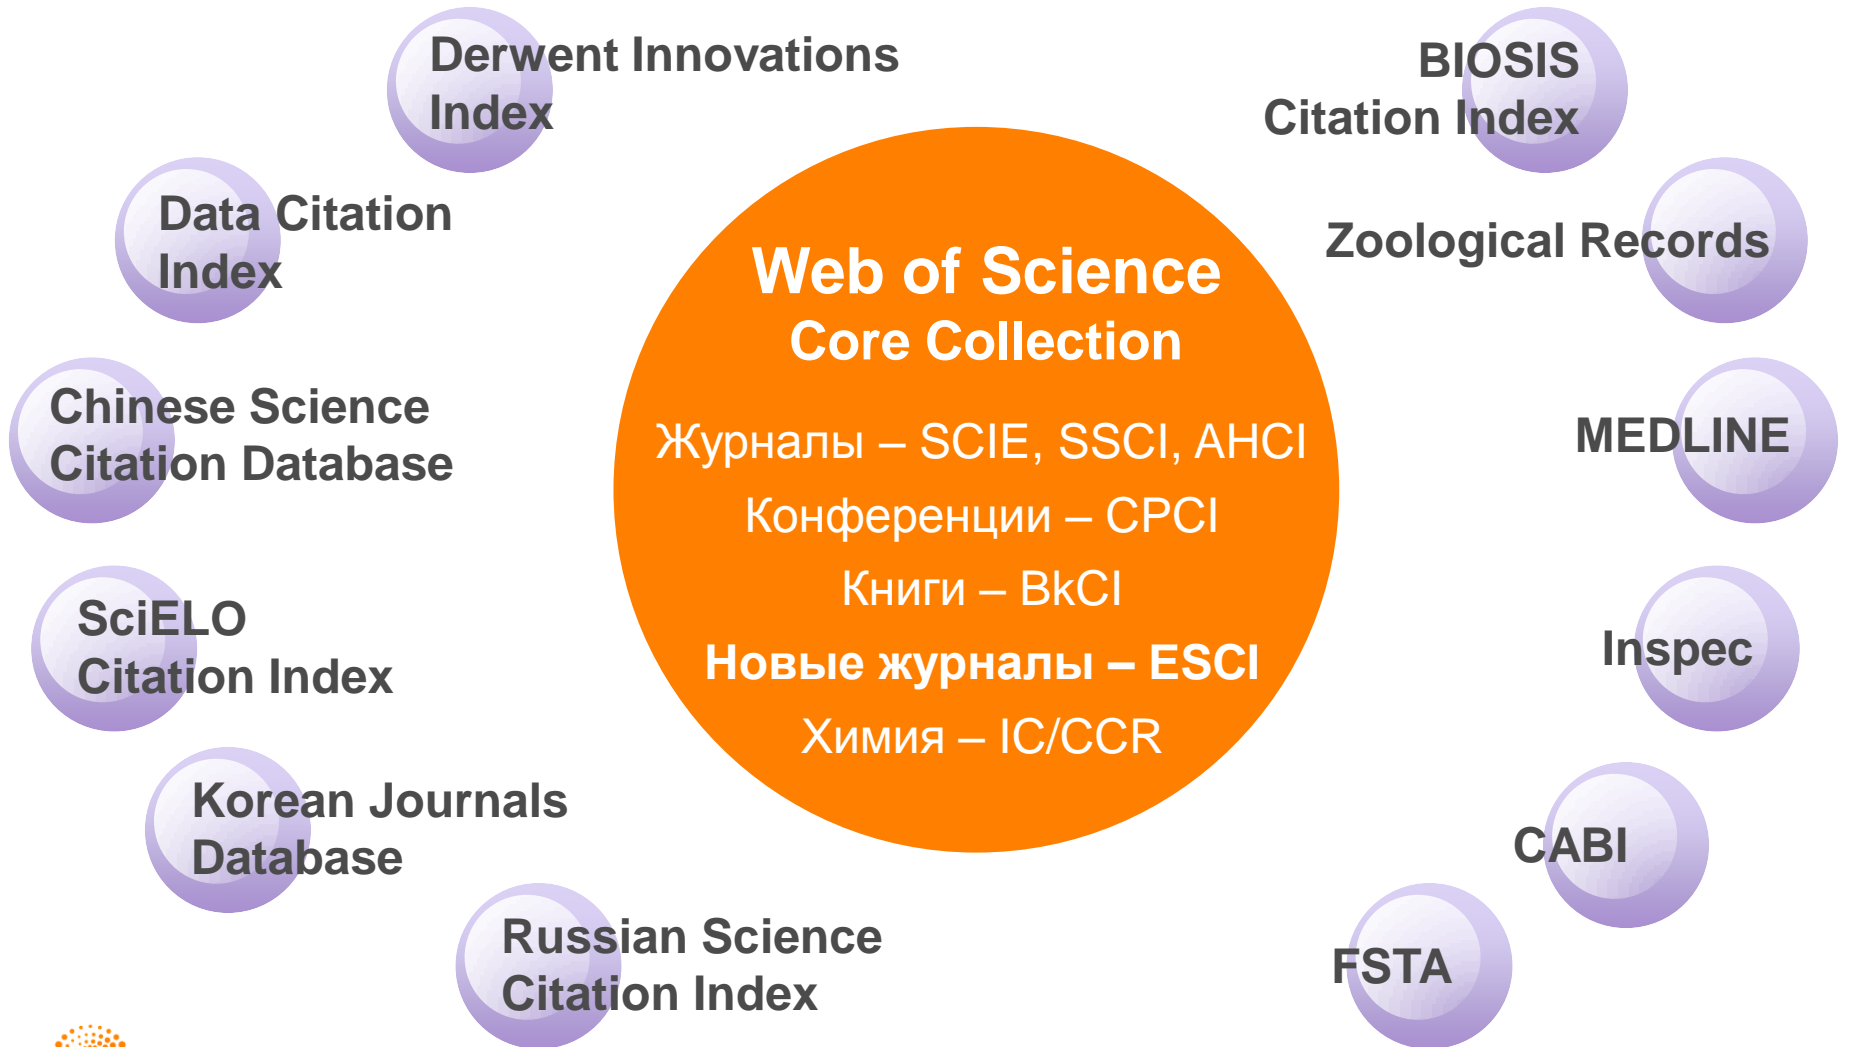 Derwent Innovations
Index
BIOSIS
Citation Index
Data Citation
Index
Zoological Records
Web of Science
Core Collection
Chinese Science
Citation Database
Журналы – SCIE, SSCI, AHCI
MEDLINE
Конференции – CPCI
Книги – BkCI
SciELO
Citation Index
Новые журналы – ESCI
Inspec
Химия – IC/CCR
Korean Journals
Database
CABI
Russian Science
Citation Index
FSTA